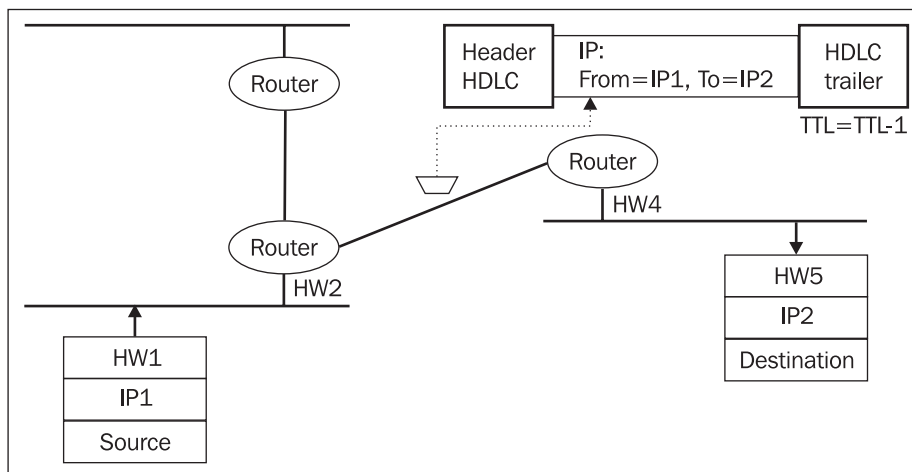 Router
Header
HDLC
IP:
From=IP1, To=IP2
HDLC
trailer
TTL=TTL-1
Router
HW4
Router
HW2
HW5
IP2
Destination
HW1
IP1
Source